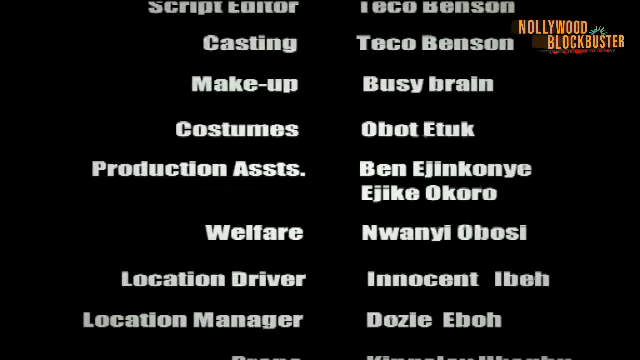 Script Editor Teco Benson
NOLLYWOOD
BLOCKBUSTER
Casting Teco Benson
Make-up Busy brain
Costumes Obot Etuk
Production Assts. Ben Ejinkonye
Ejike Okoro
Welfare Nwanyi Obosi
Location Driver Innocent Ibeh
Location Manager Dozie Eboh